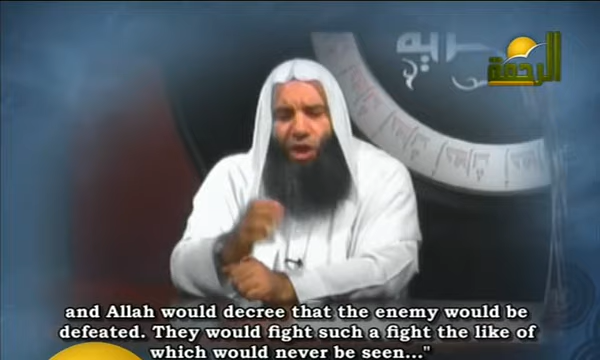 الرحمة
and Allah would decree that the enemy would be
defeated. They would fight such a fight the like of
which would never be seen..."